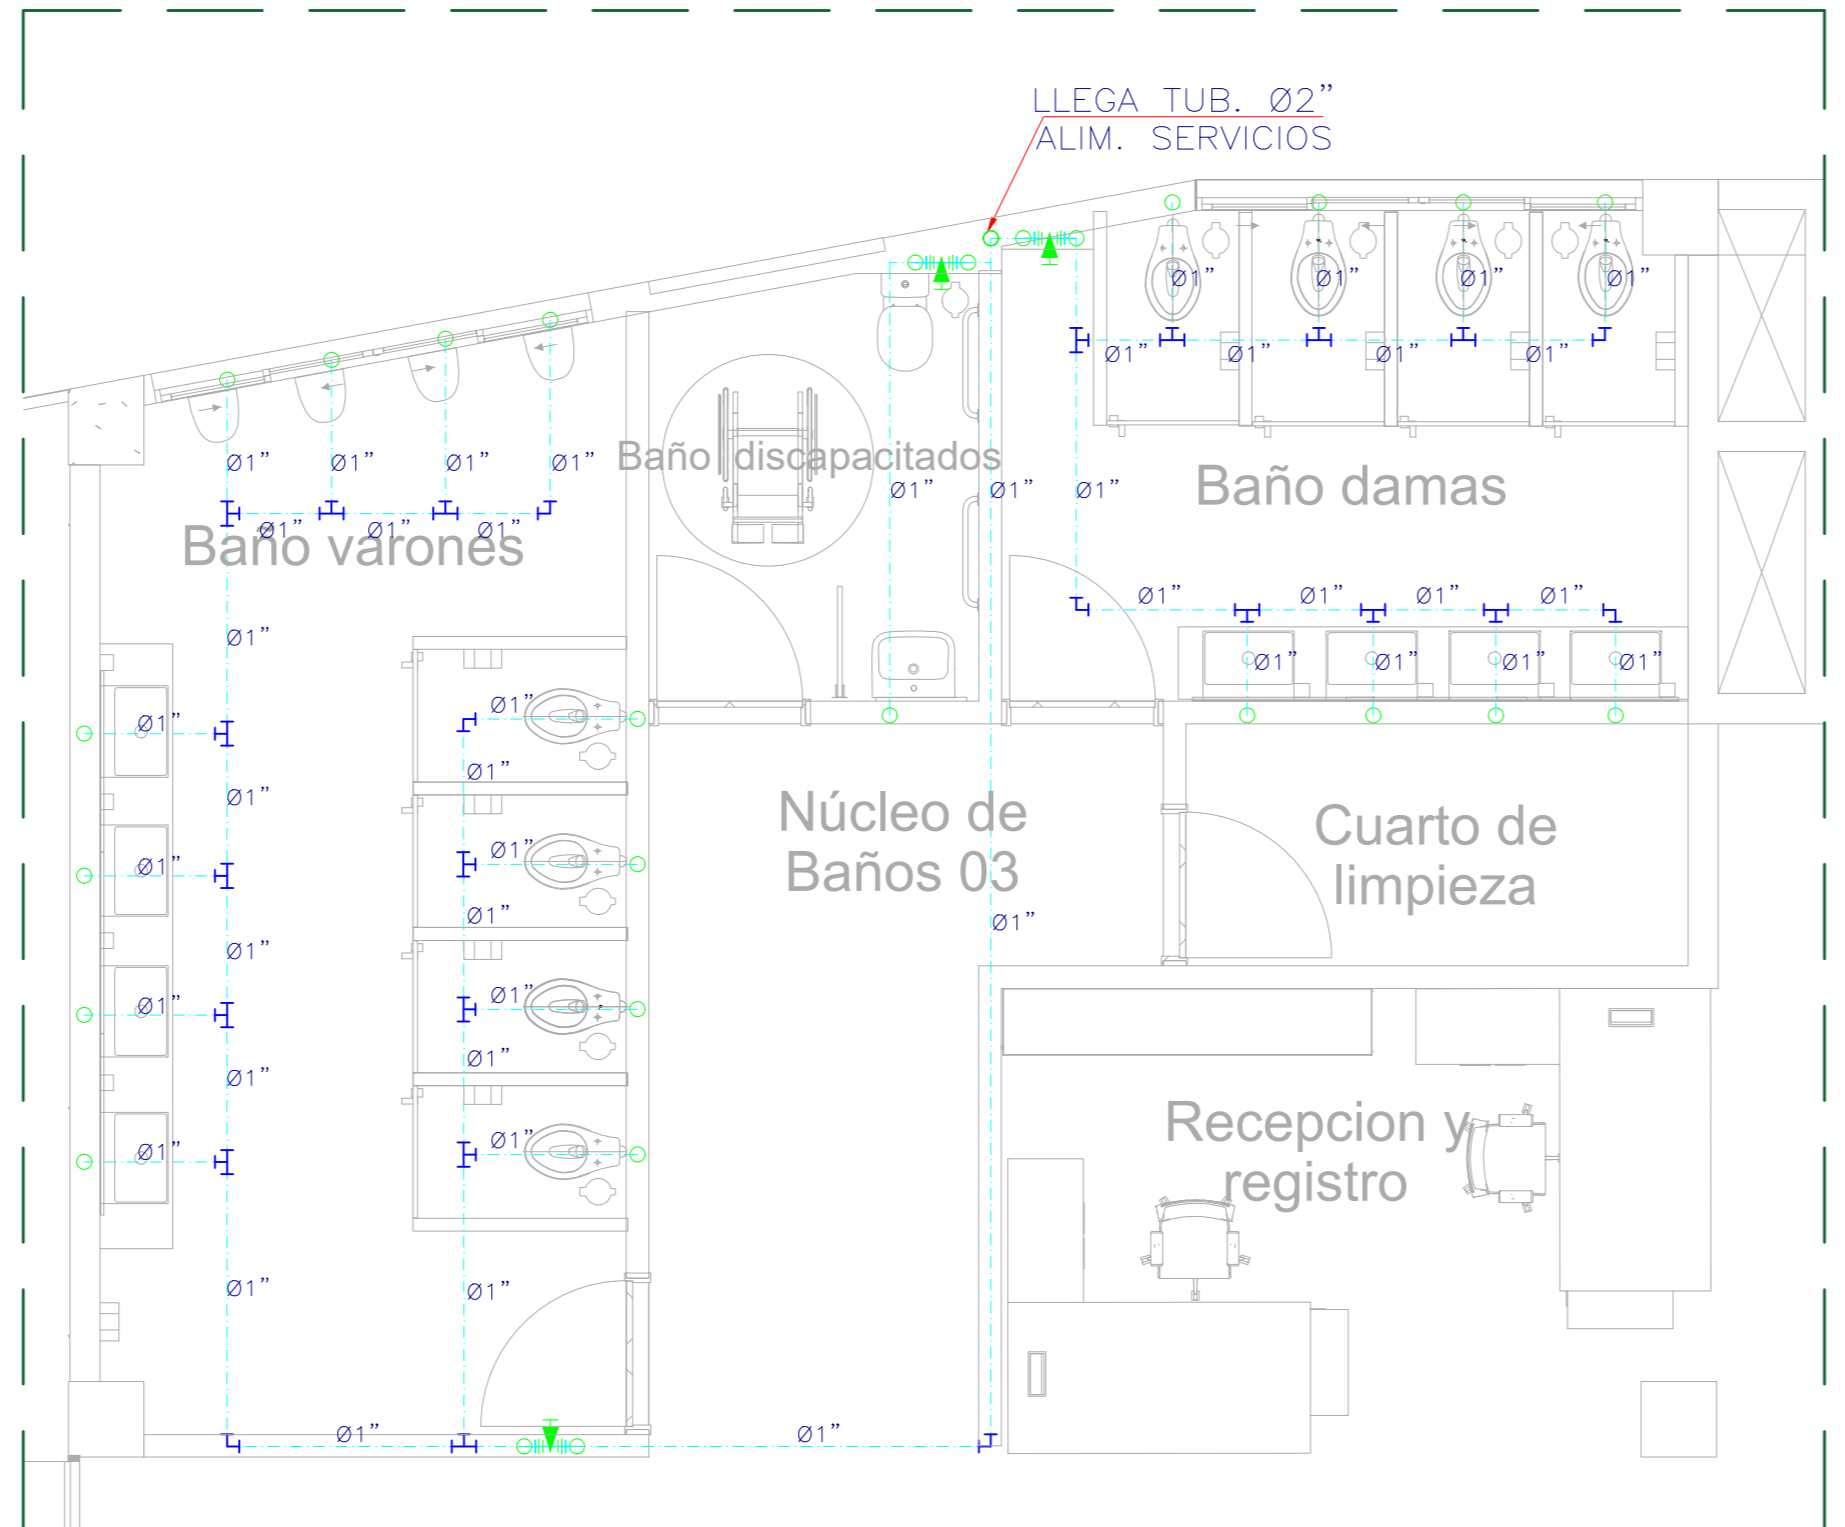 LLEGA TUB. Ø2”
ALIM. SERVICIOS
Ø1” Ø1” Ø1” Ø1”
Ø1” Ø1” Ø1” Ø1”
Ø1” Ø1” Ø1” Ø1”
Baño discapacitados
Baño damas
Ø1” Ø1” Ø1”
Ø1” Ø1” Ø1”
Baño varones
Ø1” Ø1” Ø1” Ø1”
Ø1”
Ø1” Ø1” Ø1” Ø1”
Ø1” Ø1”
Ø1”
Ø1”
Núcleo de
Baños 03
Cuarto de
limpieza
Ø1” Ø1”
Ø1” Ø1”
Ø1”
Ø1” Ø1”
Ø1”
Ø1”
Recepcion y
registro
Ø1” Ø1”
Ø1” Ø1”
Ø1” Ø1”